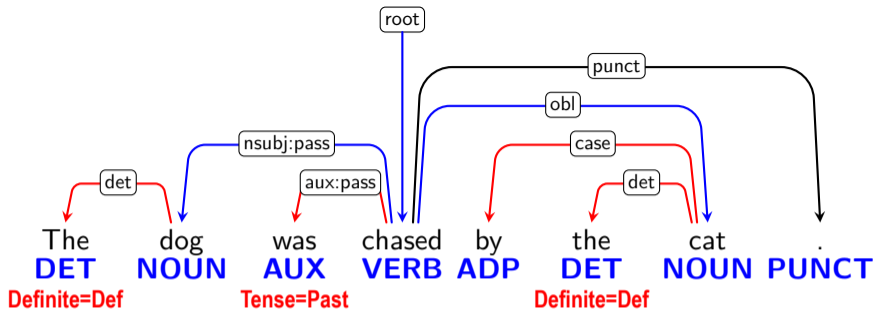 root
punct
obl
nsubj:pass case
det aux:pass det
The dog was chased by the cat .
DET NOUN AUX VERB ADP DET NOUN PUNCT
Definite=Def Tense=Past Definite=Def